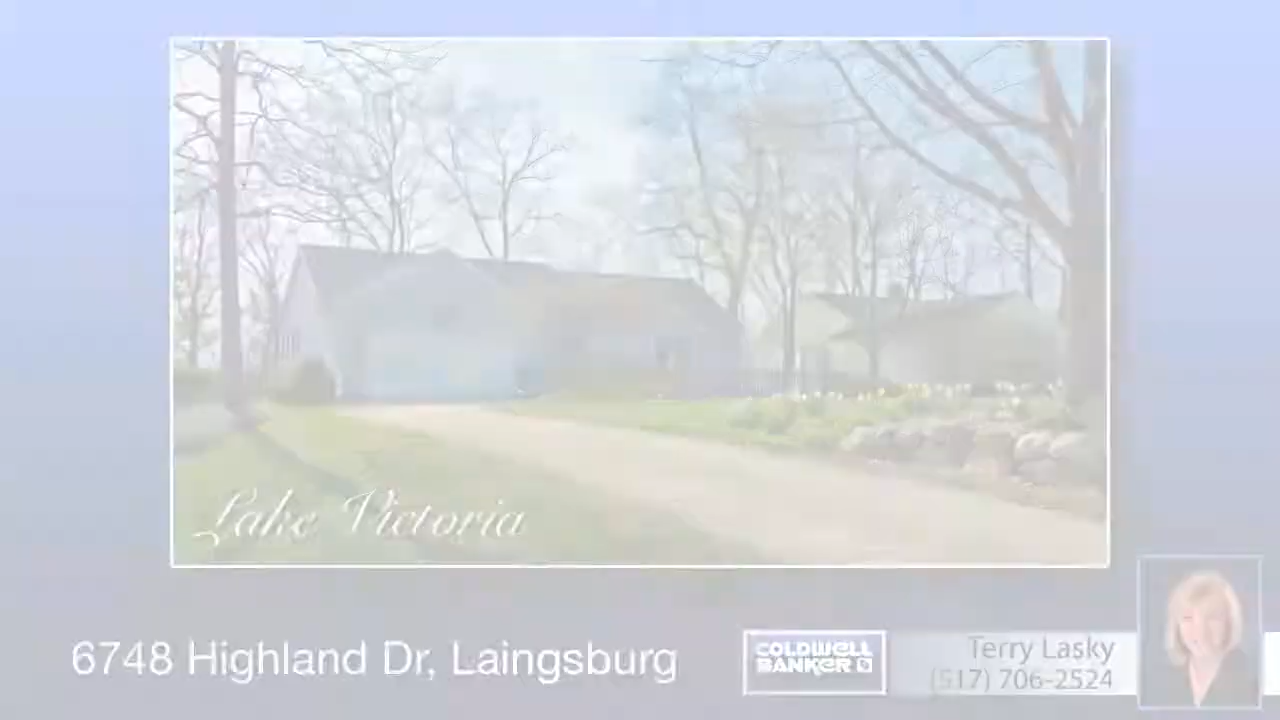 Lake Victoria
6748 Highland Dr, Laingsburg
COLDWELL
BANKER
Terry Lasky
(517) 706-2524